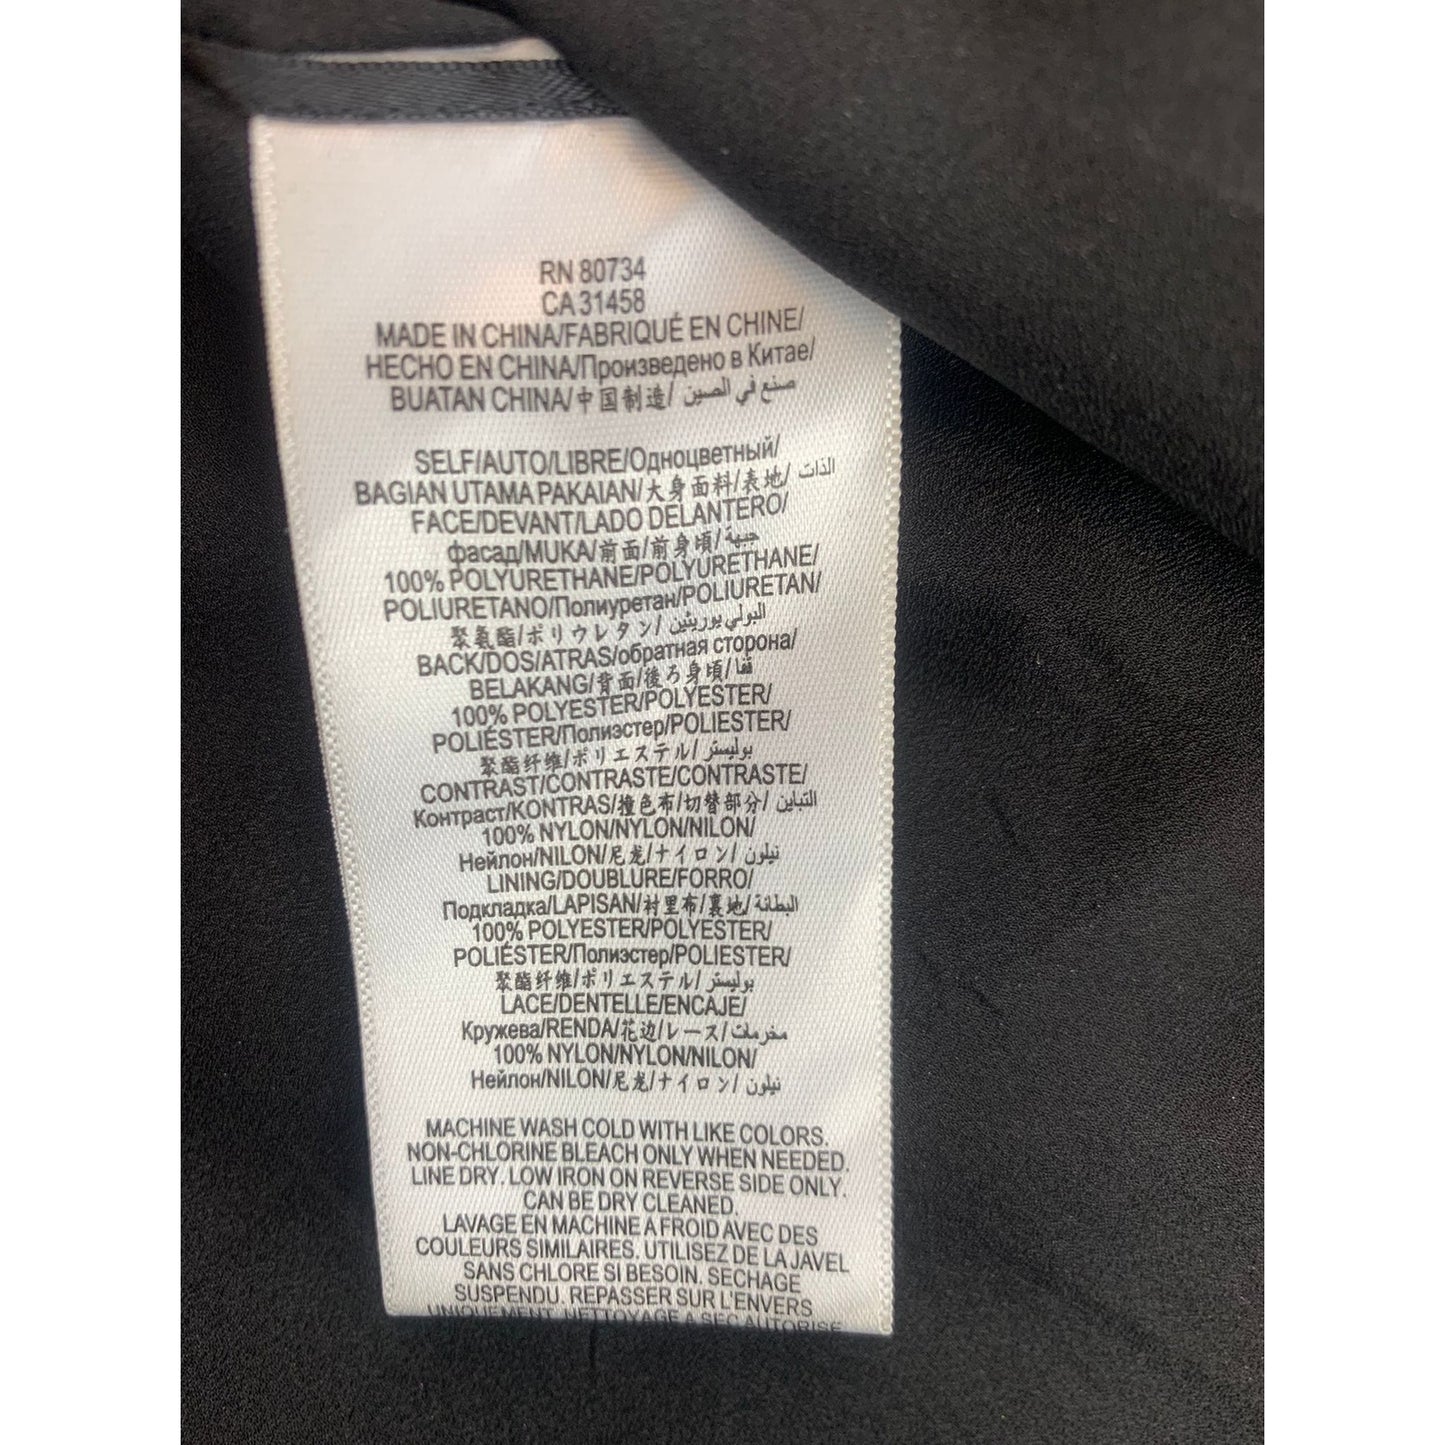 RN 80734
CA 31458
MADE IN CHINA/FABRIQUÉ EN CHINE/
HECHO EN CHINA/Произведено в Китае/
BUATAN CHINA/中国制造/ صنع في الصين
SELF/AUTO/LIBRE/Одноцветный/
BAGIAN UTAMA PAKAIAN/大身面料/表地/ الذات
FACE/DEVANT/LADO DELANTERO/
фасад/MUKA/前面/前身頃/ جبهة
100% POLYURETHANE/POLYURETHANE/
POLIURETANO/Полиуретан/POLIURETAN/
聚氨酯/ポリウレタン/ البولي يوريثين
BACK/DOS/ATRAS/обратная сторона/
BELAKANG/背面/後ろ身頃/ قفا
100% POLYESTER/POLYESTER/
POLIÉSTER/Полиэстер/POLIESTER/
聚酯纤维/ポリエステル/ بوليستر
CONTRAST/CONTRASTE/CONTRASTE/
Контраст/KONTRAS/撞色布/切替部分/ التباين
100% NYLON/NYLON/NILON/
Нейлон/NILON/尼龙/ナイロン/ نيلون
LINING/DOUBLURE/FORRO/
Подкладка/LAPISAN/衬里布/裏地/ البطانة
100% POLYESTER/POLYESTER/
POLIÉSTER/Полиэстер/POLIESTER/
聚酯纤维/ポリエステル/ بوليستر
LACE/DENTELLE/ENCAJE/
Кружева/RENDA/花边/レース/ مخرمات
100% NYLON/NYLON/NILON/
Нейлон/NILON/尼龙/ナイロン/ نيلون
MACHINE WASH COLD WITH LIKE COLORS.
NON-CHLORINE BLEACH ONLY WHEN NEEDED.
LINE DRY. LOW IRON ON REVERSE SIDE ONLY.
CAN BE DRY CLEANED.
LAVAGE EN MACHINE A FROID AVEC DES
COULEURS SIMILAIRES. UTILISEZ DE LA JAVEL
SANS CHLORE SI BESOIN. SECHAGE
SUSPENDU. REPASSER SUR L'ENVERS
UNIQUEMENT. NETTOYAGE A SEC AUTORISE